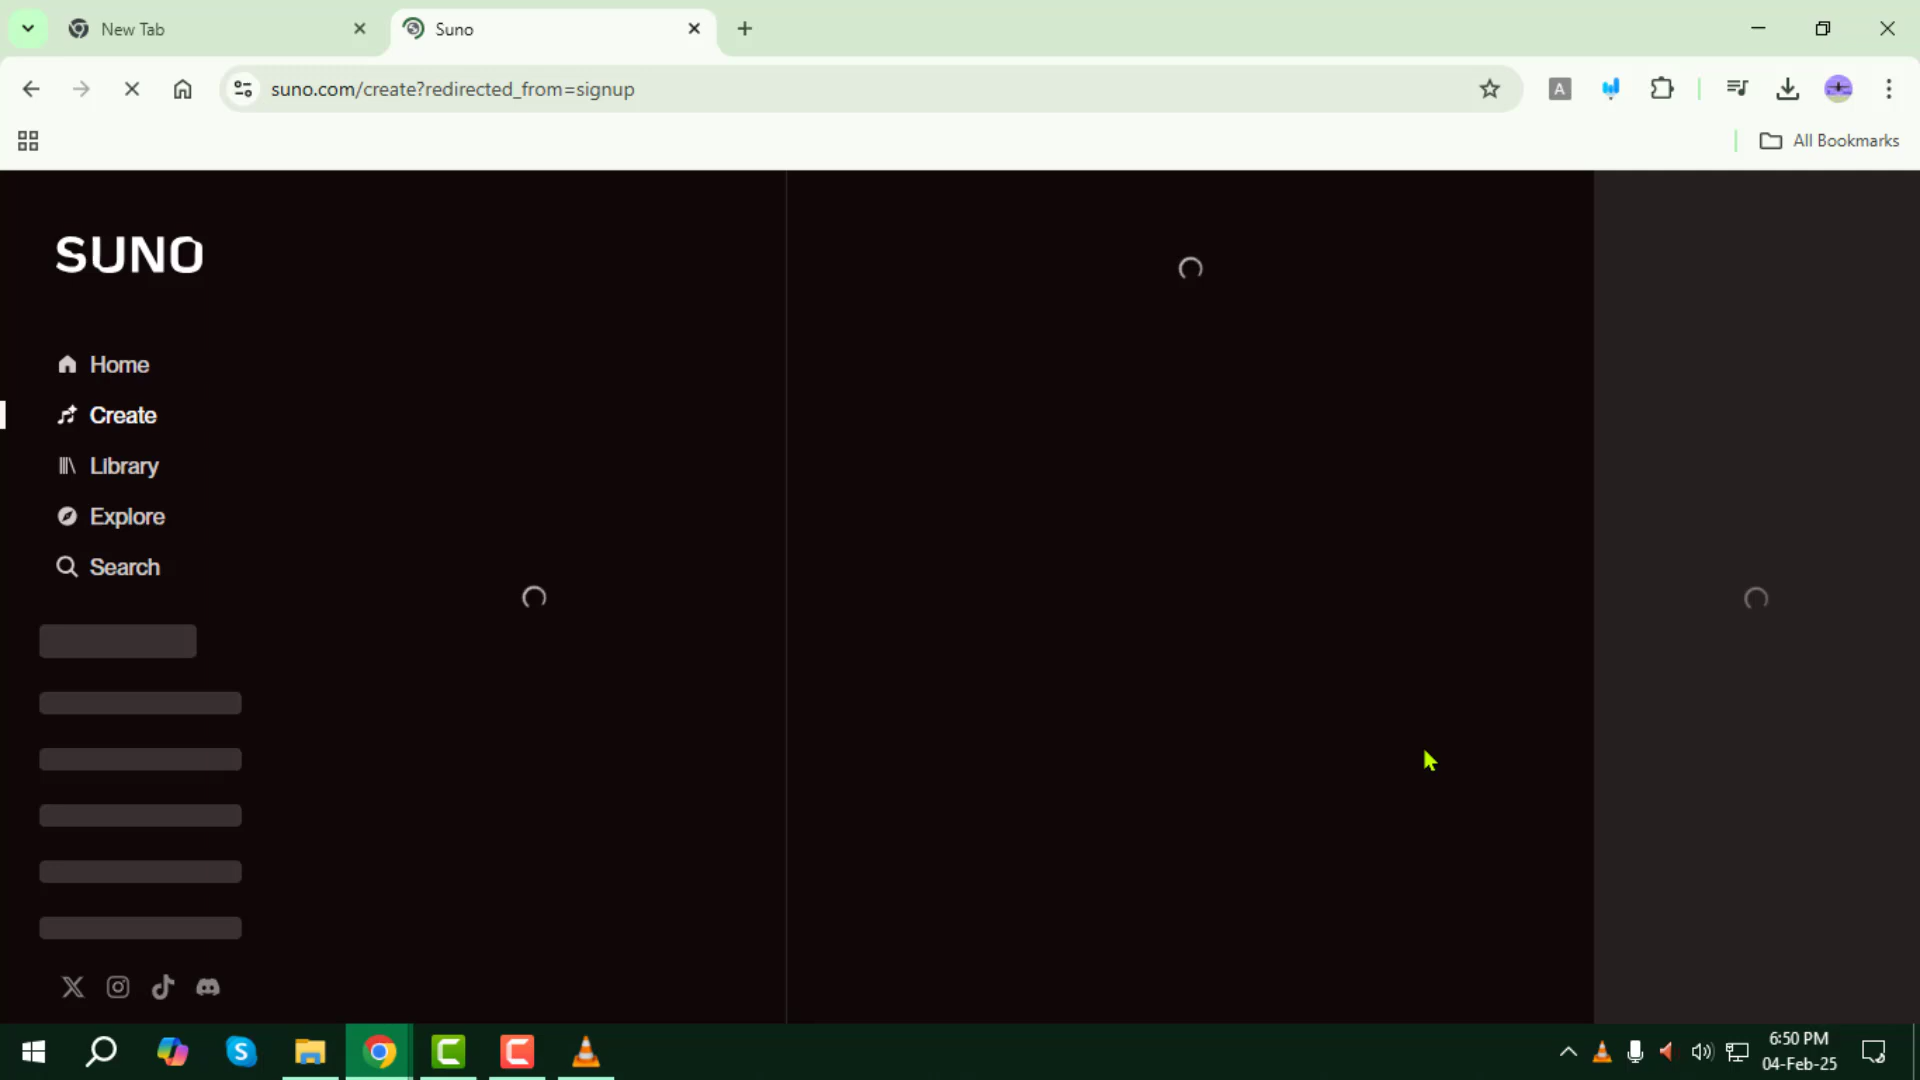 New Tab
Suno
suno.com/create?redirected_from=signup
A
All Bookmarks
SUNO
Home
Create
Library
Explore
Search
6:50 PM
04-Feb-25